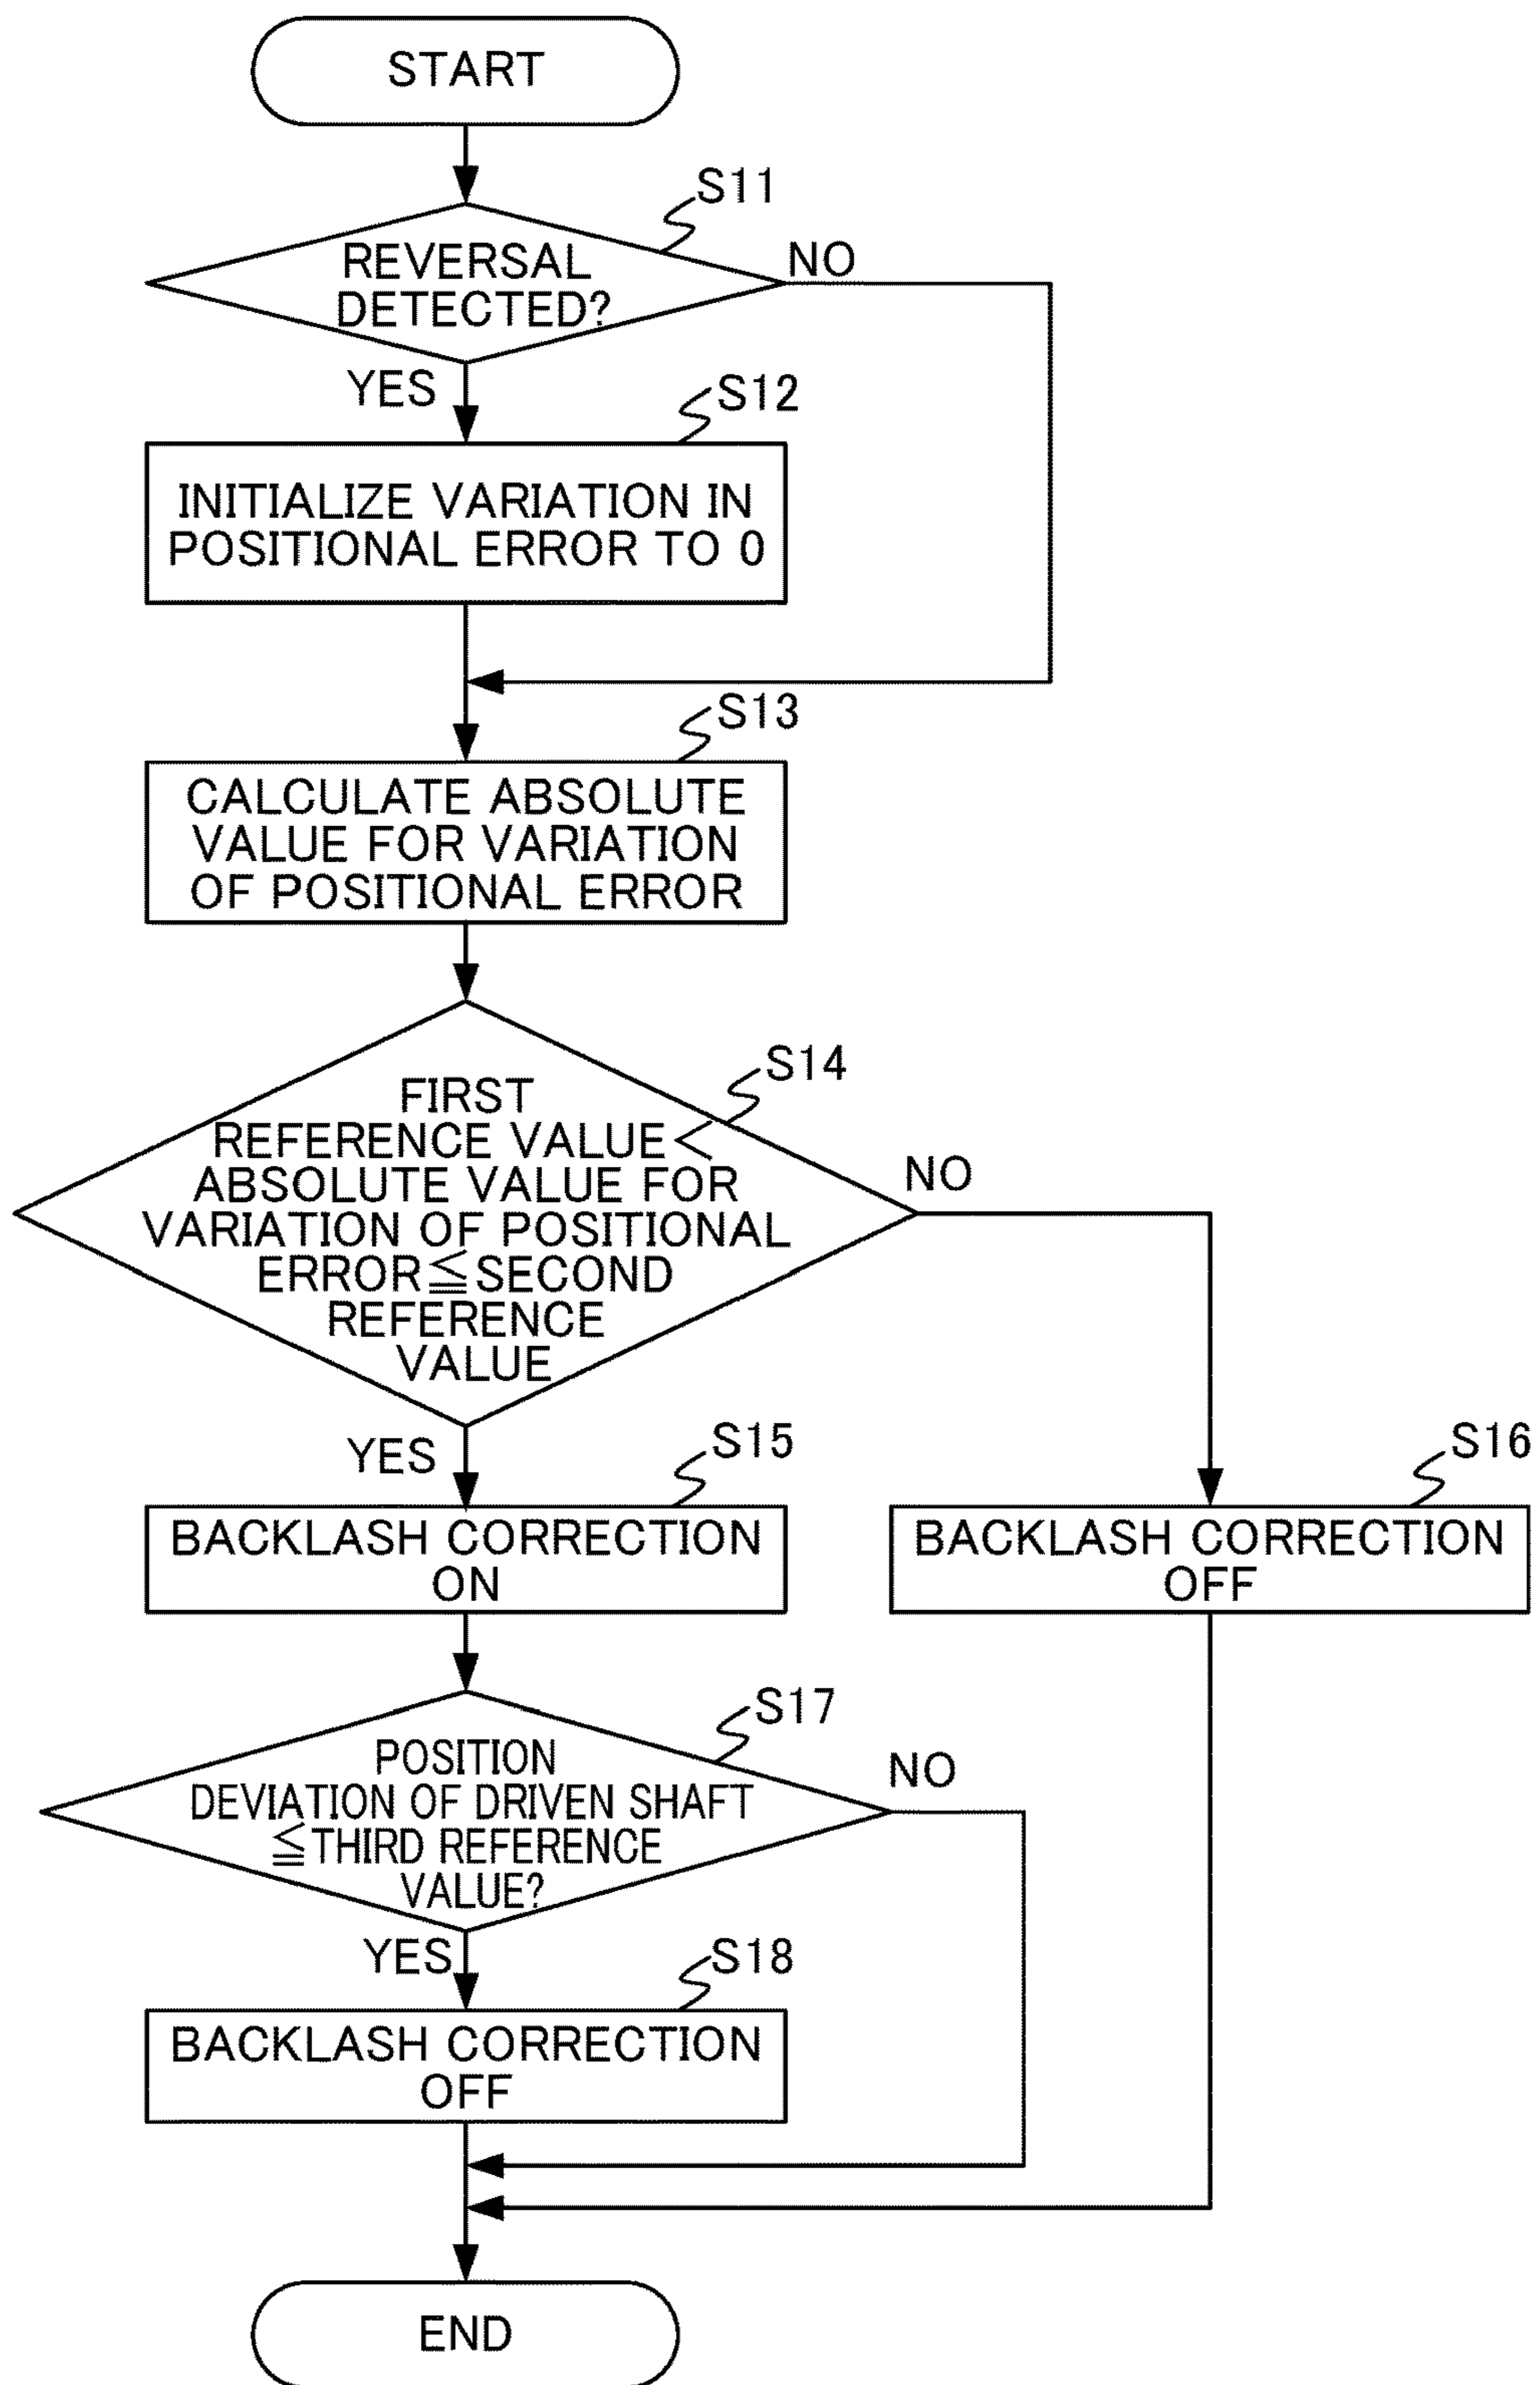 START
S11
REVERSAL
DETECTED?
NO
YES
S12
INITIALIZE VARIATION IN
POSITIONAL ERROR TO 0
S13
CALCULATE ABSOLUTE
VALUE FOR VARIATION
OF POSITIONAL ERROR
S14
FIRST
REFERENCE VALUE<
ABSOLUTE VALUE FOR
VARIATION OF POSITIONAL
ERROR≦SECOND
REFERENCE
VALUE
NO
YES
S15
BACKLASH CORRECTION
ON
S16
BACKLASH CORRECTION
OFF
S17
POSITION
DEVIATION OF DRIVEN SHAFT
≦THIRD REFERENCE
VALUE?
NO
YES
S18
BACKLASH CORRECTION
OFF
END